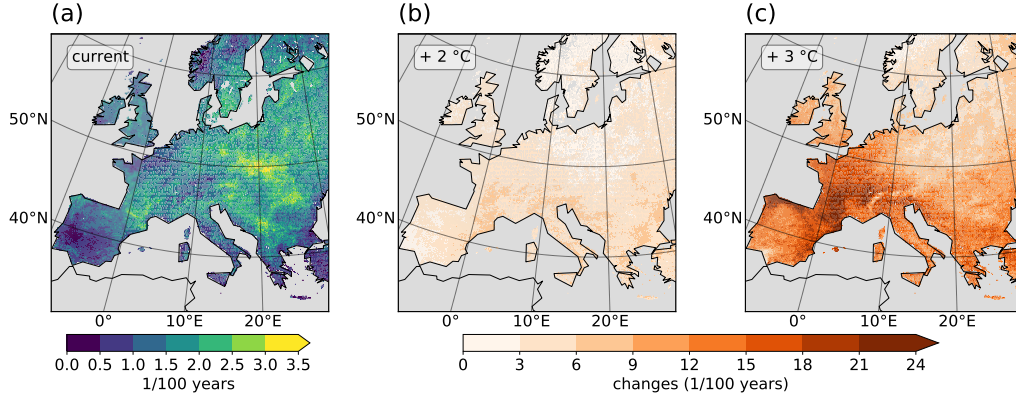 (a)
(b)
(c)
current
+ 2 °C
+ 3 °C
50°N
50°N
50°N
40°N
40°N
40°N
0°
10°E
20°E
0°
10°E
20°E
0°
10°E
20°E
0.0 0.5 1.0 1.5 2.0 2.5 3.0 3.5
1/100 years
0 3 6 9 12 15 18 21 24
changes (1/100 years)